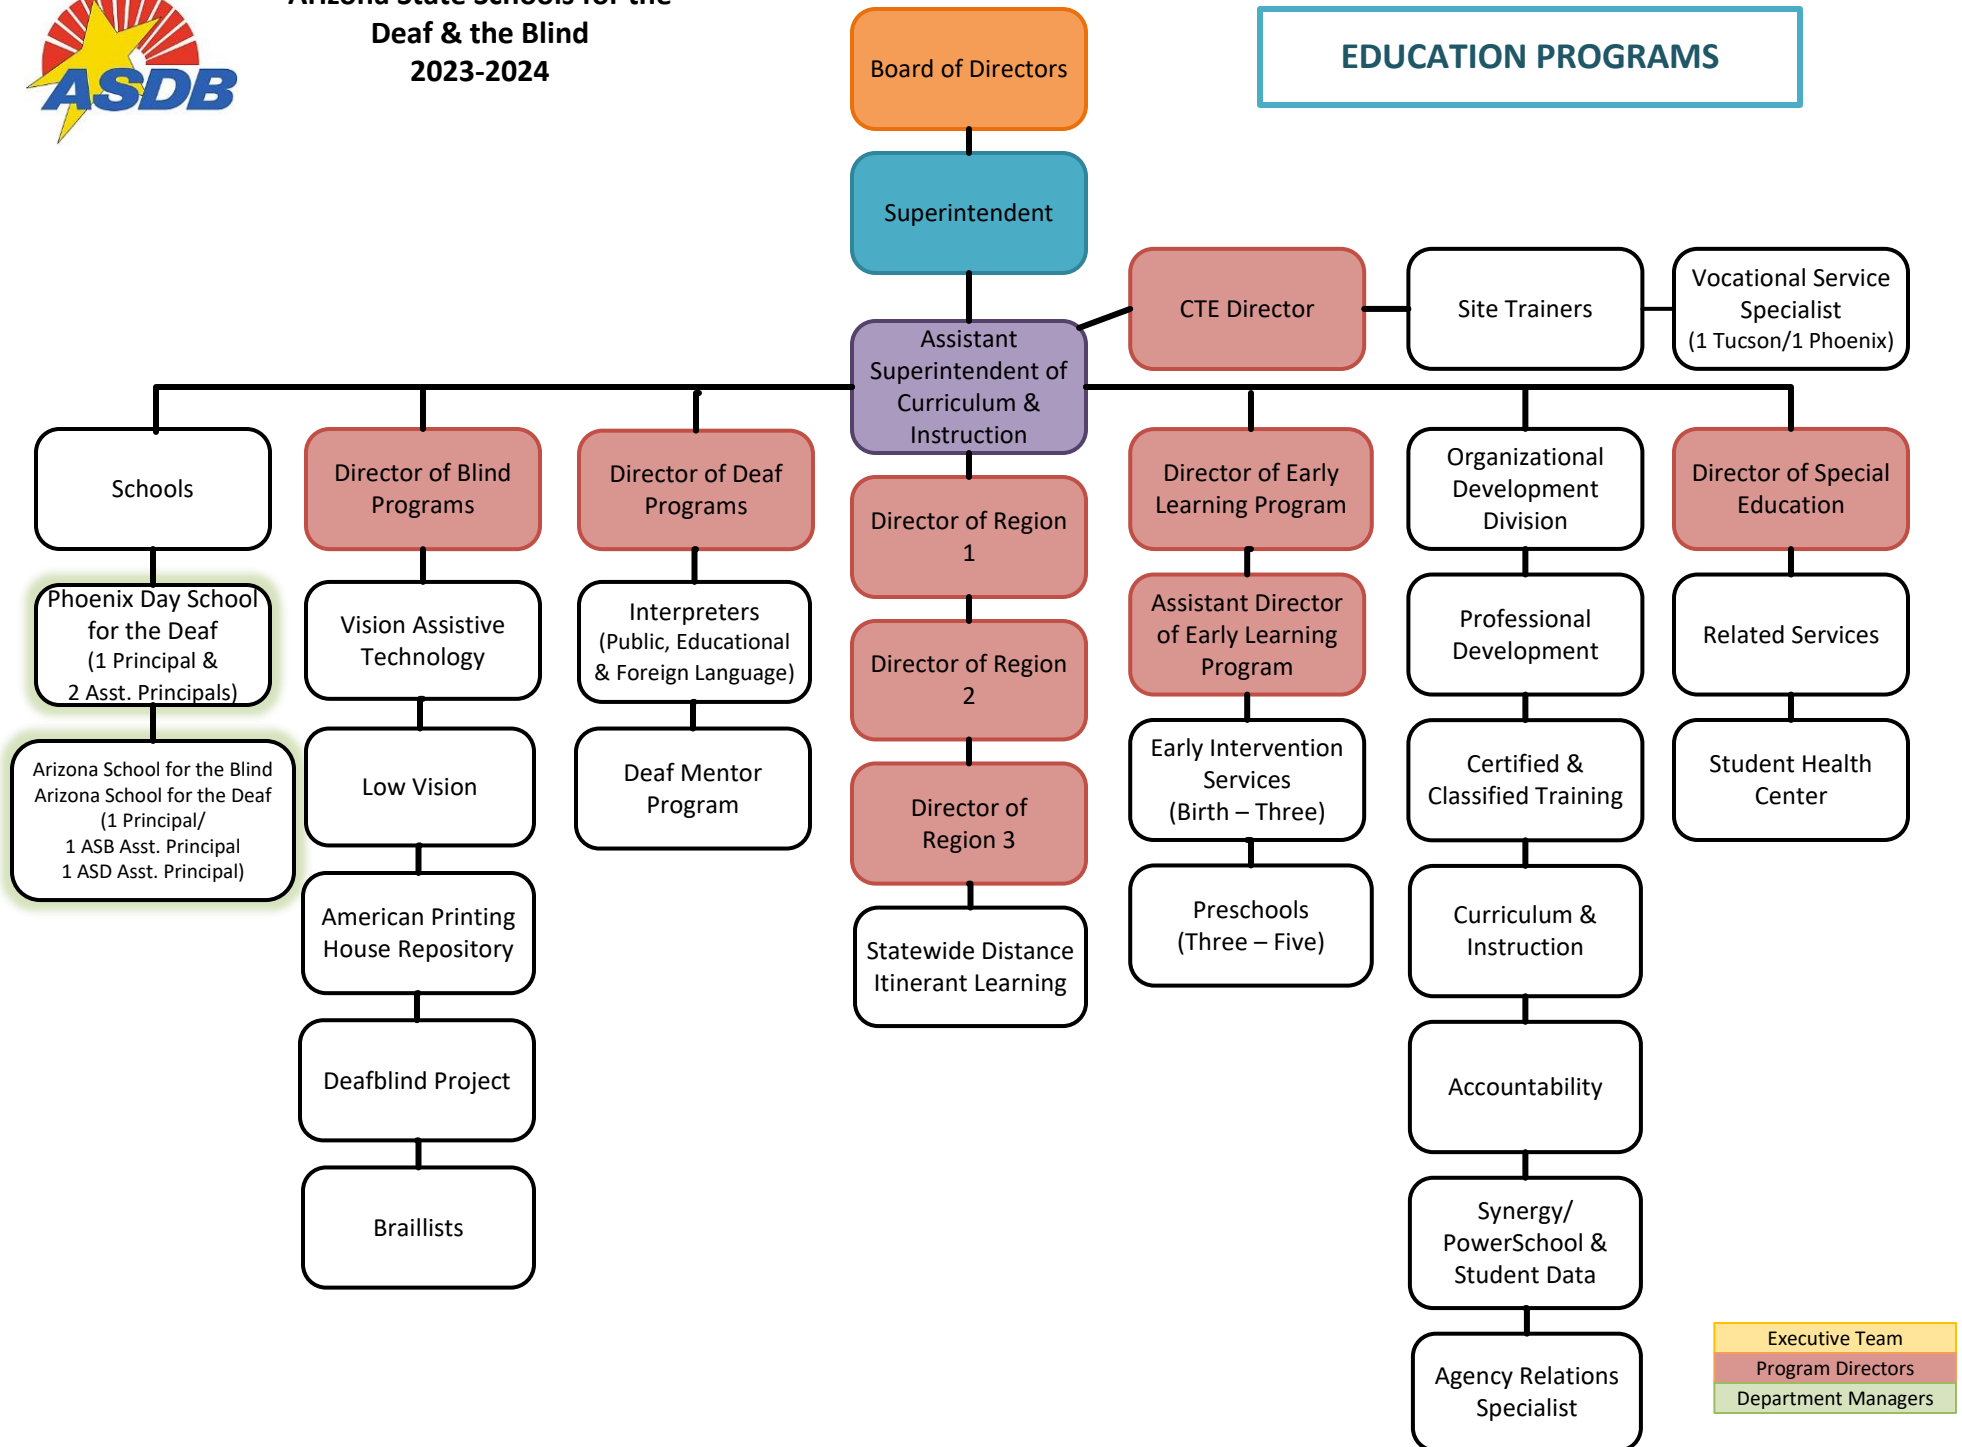 ASDB
Arizona State Schools for the
Deaf & the Blind
2023-2024
Board of Directors
EDUCATION PROGRAMS
Superintendent
Assistant
Superintendent of
Curriculum &
Instruction
CTE Director
Site Trainers
Vocational Service
Specialist
(1 Tucson/1 Phoenix)
Schools
Phoenix Day School
for the Deaf
(1 Principal &
2 Asst. Principals)
Arizona School for the Blind
Arizona School for the Deaf
(1 Principal/
1 ASB Asst. Principal
1 ASD Asst. Principal)
Director of Blind
Programs
Vision Assistive
Technology
Low Vision
American Printing
House Repository
Deafblind Project
Braillists
Director of Deaf
Programs
Interpreters
(Public, Educational
& Foreign Language)
Deaf Mentor
Program
Director of Region
1
Director of Region
2
Director of
Region 3
Statewide Distance
Itinerant Learning
Director of Early
Learning Program
Assistant Director
of Early Learning
Program
Early Intervention
Services
(Birth – Three)
Preschools
(Three – Five)
Organizational
Development
Division
Professional
Development
Certified &
Classified Training
Curriculum &
Instruction
Accountability
Synergy/
PowerSchool &
Student Data
Agency Relations
Specialist
Director of Special
Education
Related Services
Student Health
Center
Executive Team
Program Directors
Department Managers